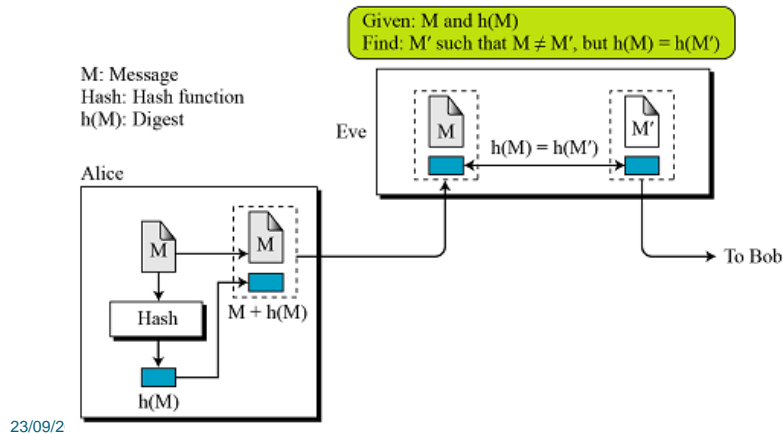 Given: M and h(M)
Find: M′ such that M ≠ M′, but h(M) = h(M′)
M: Message
Hash: Hash function
h(M): Digest
Eve
M
M′
h(M) = h(M′)
Alice
M
M
To Bob
Hash
M + h(M)
h(M)
23/09/2